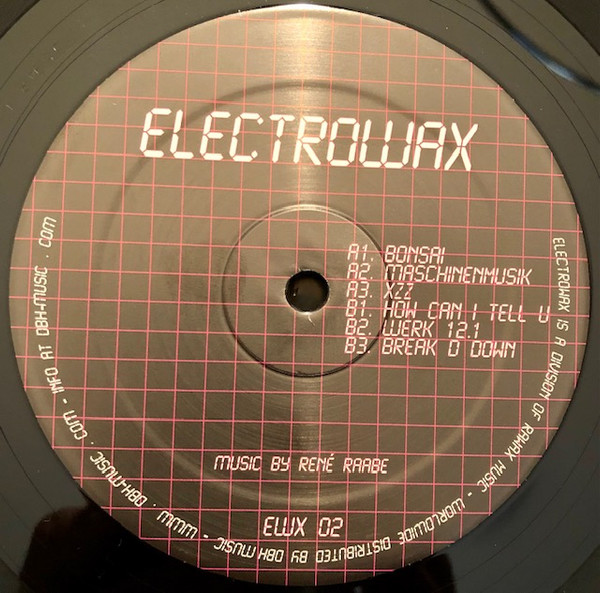 ELECTROWAX
A1. BONSAI
A2. MASCHINENMUSIK
A3. XZZ
B1. HOW CAN I TELL U
B2. WERK 12.1
B3. BREAK D DOWN
MUSIC BY RENÉ RAABE
EWX 02
ELECTROWAX IS A DIVISION OF RAWAX MUSIC - WORLDWIDE DISTRIBUTED BY DBH MUSIC - WWW . DBH-MUSIC . COM - INFO AT DBH-MUSIC . COM